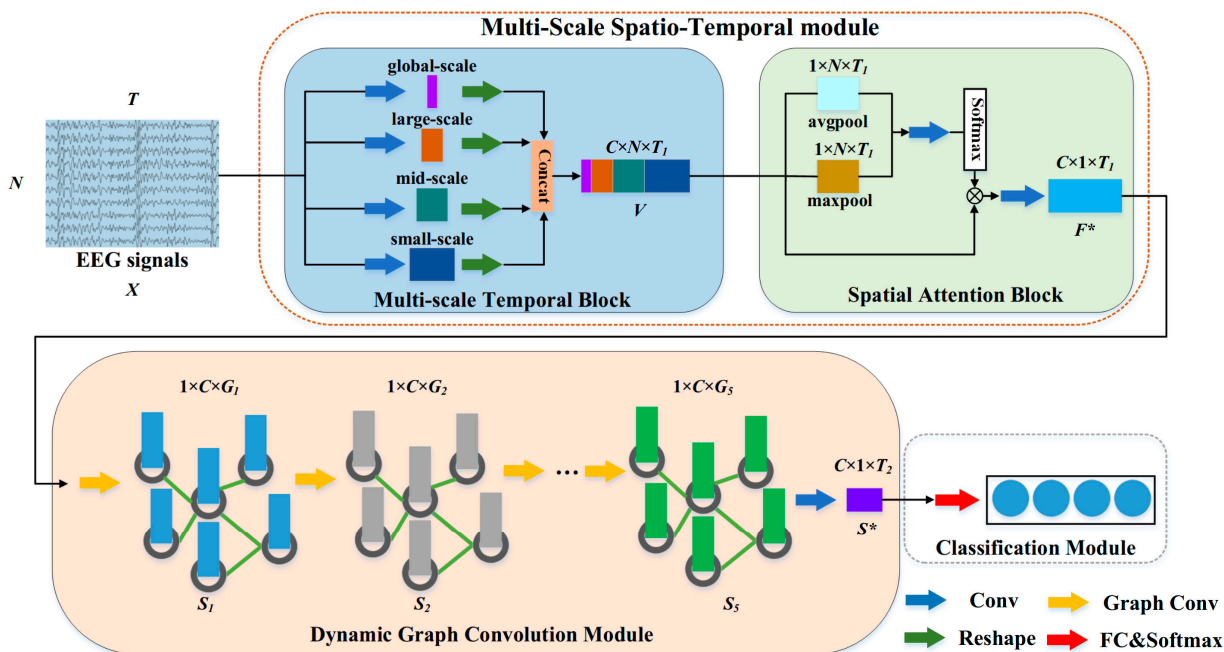 Multi-Scale Spatio-Temporal module
T
N
EEG signals
X
global-scale
large-scale
mid-scale
small-scale
Concat
C×N×T1
V
Multi-scale Temporal Block
1×N×T1
avgpool
1×N×T1
maxpool
Softmax
C×1×T1
F*
Spatial Attention Block
1×C×G1
1×C×G2
1×C×G5
...
S1
S2
S5
C×1×T2
S*
Dynamic Graph Convolution Module
Classification Module
Conv
Graph Conv
Reshape
FC&Softmax